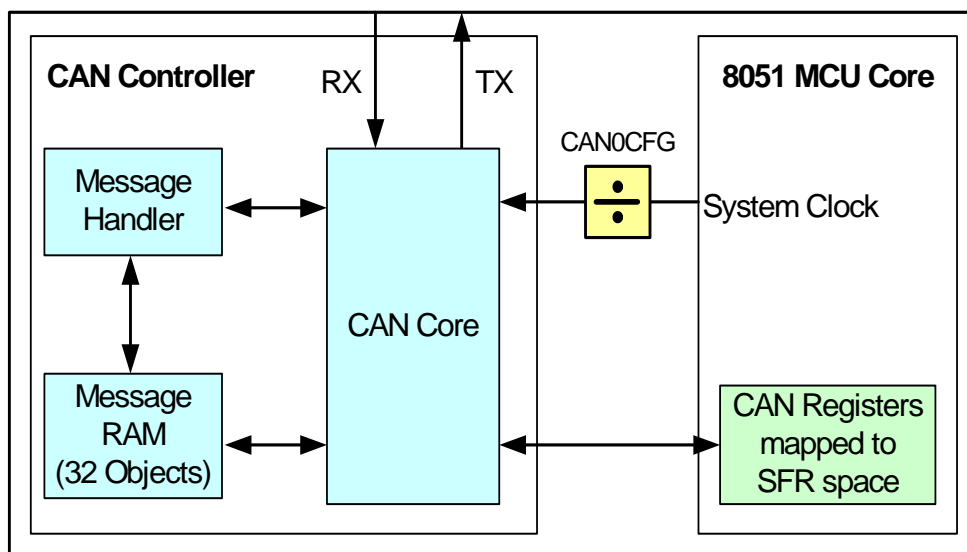 CAN Controller
RX
TX
8051 MCU Core
CAN0CFG
Message
Handler
System Clock
CAN Core
Message
RAM
(32 Objects)
CAN Registers
mapped to
SFR space